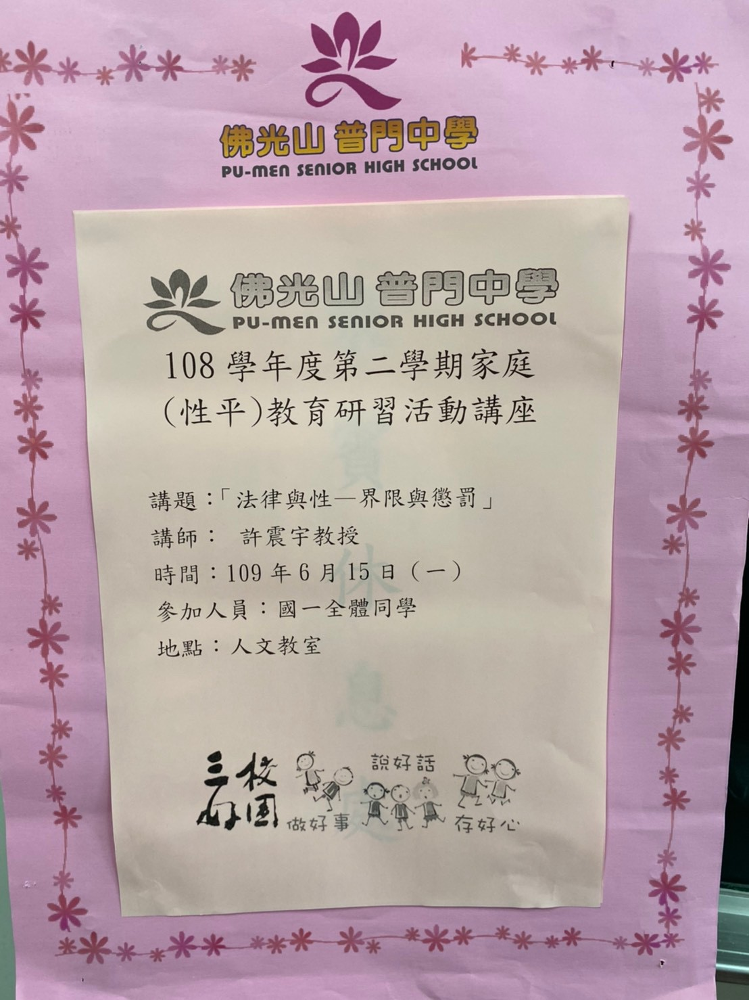 佛光山 普門中學
PU-MEN SENIOR HIGH SCHOOL
佛光山 普門中學
PU-MEN SENIOR HIGH SCHOOL
108 學年度第二學期家庭
(性平)教育研習活動講座
講題：「法律與性—界限與懲罰」
講師： 許震宇教授
時間：109 年 6 月 15 日（一）
參加人員：國一全體同學
地點：人文教室
三好校園
做好事
說好話
存好心
休
息